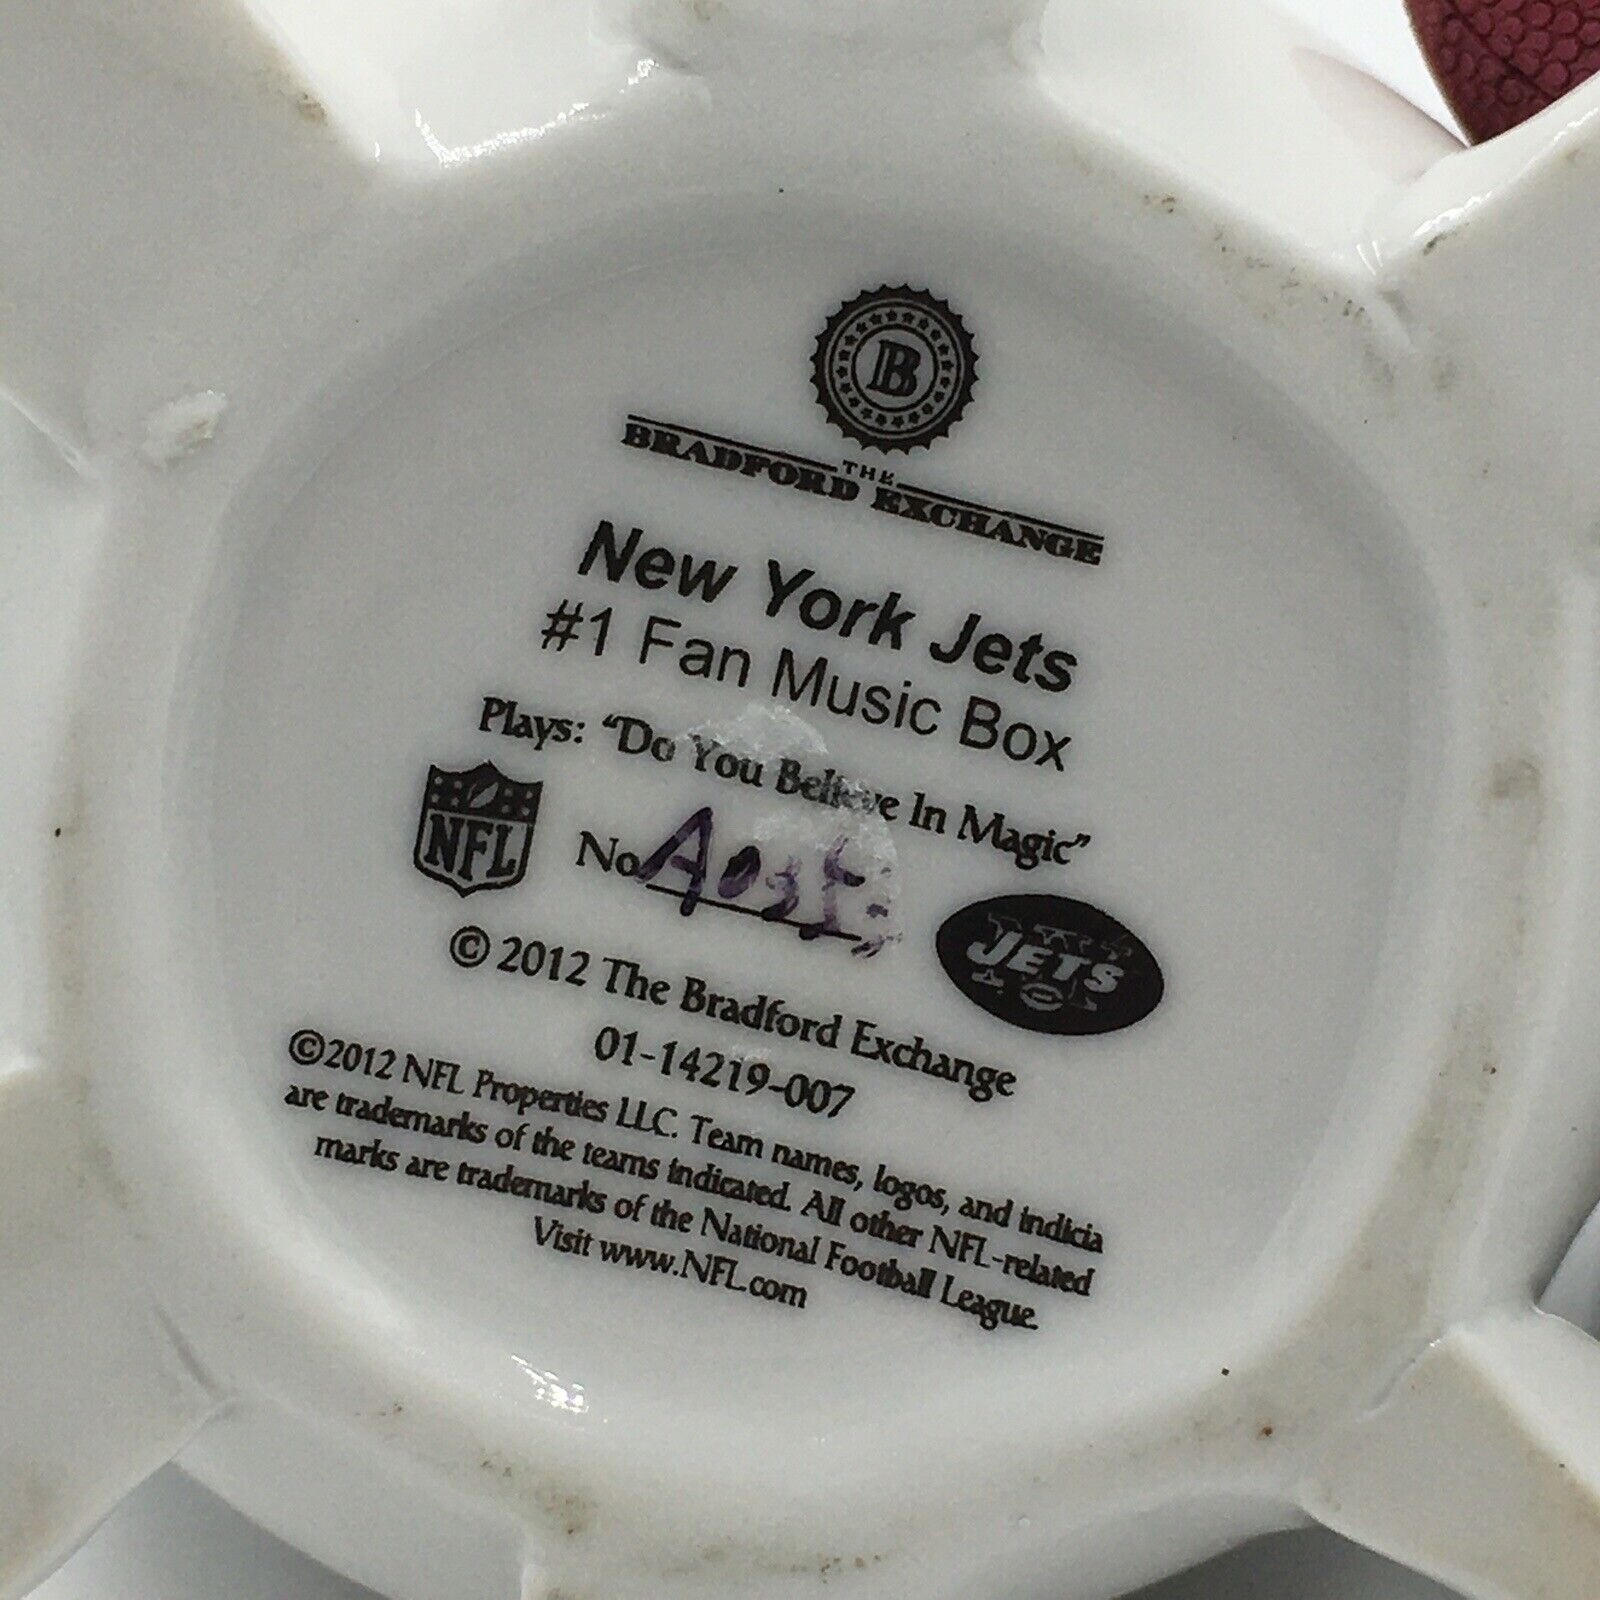 B
THE
BRADFORD EXCHANGE
New York Jets
#1 Fan Music Box
Plays: “Do You Believe In Magic”
NFL
No.
JETS
© 2012 The Bradford Exchange
01-14219-007
©2012 NFL Properties LLC. Team names, logos, and indicia
are trademarks of the teams indicated. All other NFL-related
marks are trademarks of the National Football League.
Visit www.NFL.com